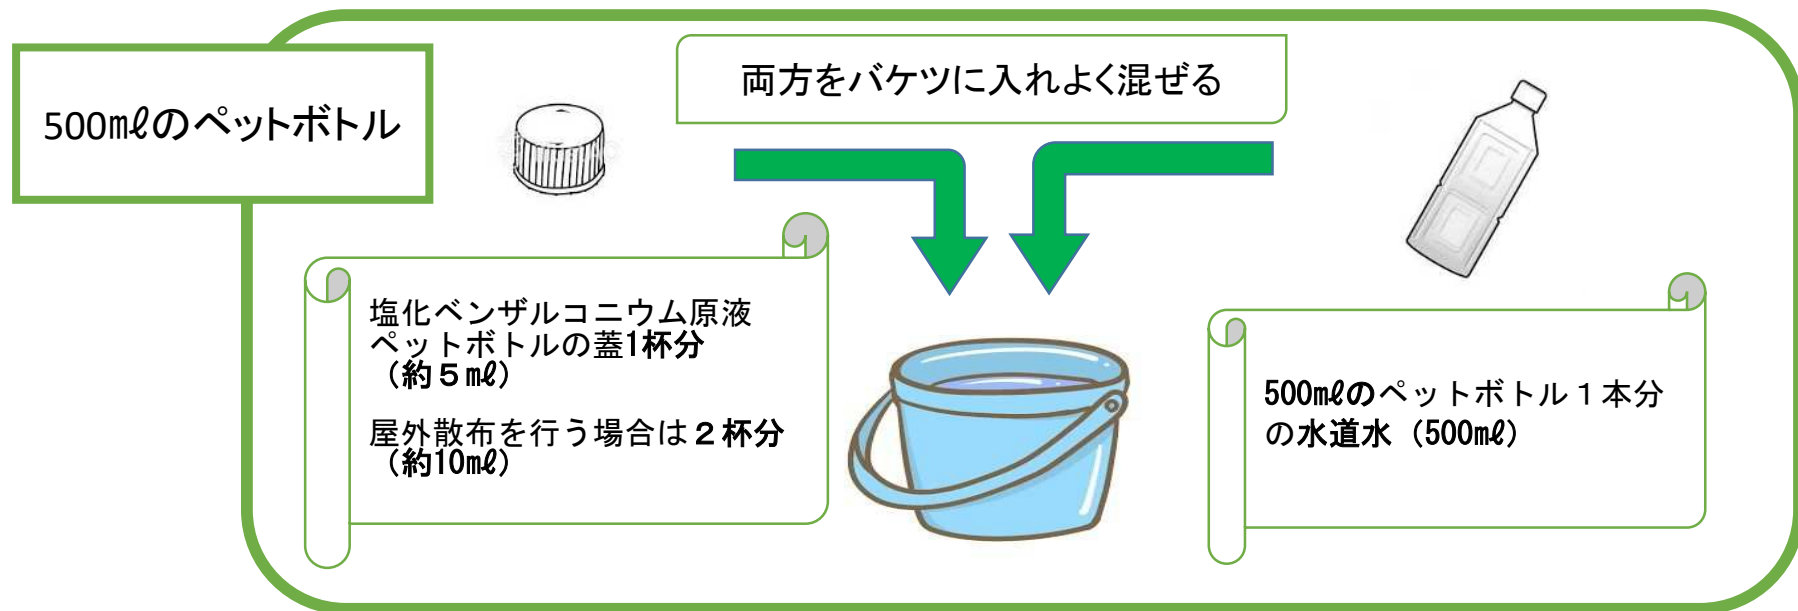 500㎖のペットボトル
両方をバケツに入れよく混ぜる
塩化ベンザルコニウム原液
ペットボトルの蓋1杯分
（約５㎖）
屋外散布を行う場合は２杯分
（約10㎖）
500㎖のペットボトル１本分
の水道水（500㎖）